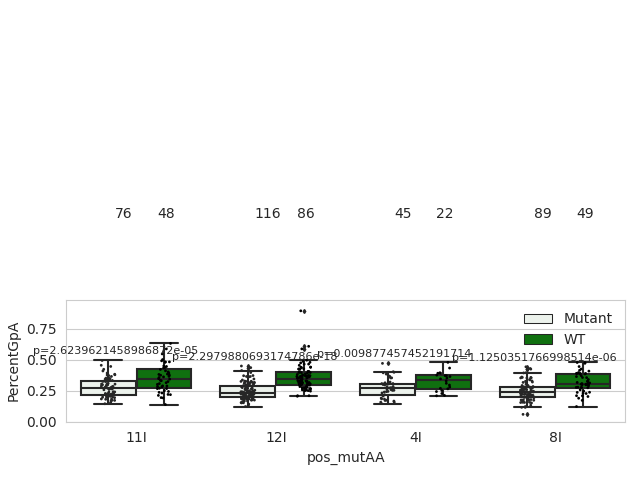 76 48 116 86 45 22 89 49
Mutant
WT
p=2.6239621458986872e-05
p=2.2979880693174786e-18
p=0.009877457452191714
p=1.1250351766998514e-06
0.75
0.50
0.25
0.00
PercentGpA
11I 12I 4I 8I
pos_mutAA